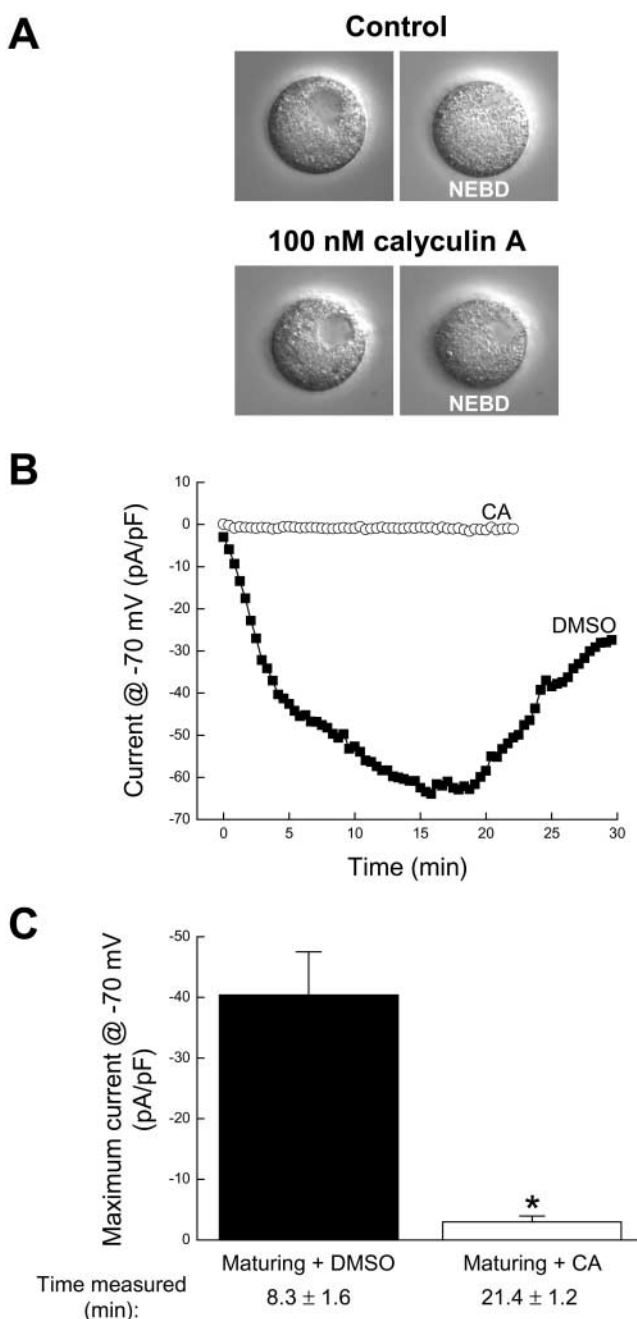 A
Control
NEBD
100 nM calyculin A
NEBD
B
Current @ -70 mV (pA/pF)
10
0
-10
-20
-30
-40
-50
-60
-70
CA
DMSO
0 5 10 15 20 25 30
Time (min)
C
Maximum current @ -70 mV
(pA/pF)
-50
-40
-30
-20
-10
0
*
Maturing + DMSO Maturing + CA
Time measured
(min):
8.3 ± 1.6 21.4 ± 1.2